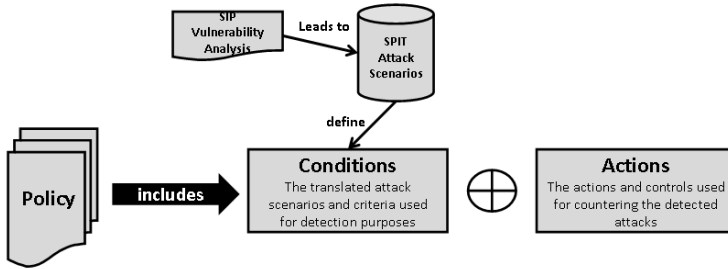 SIP
Vulnerability
Analysis
Leads to
SPIT
Attack
Scenarios
define
Policy
includes
Conditions
The translated attack
scenarios and criteria used
for detection purposes
Actions
The actions and controls used
for countering the detected
attacks